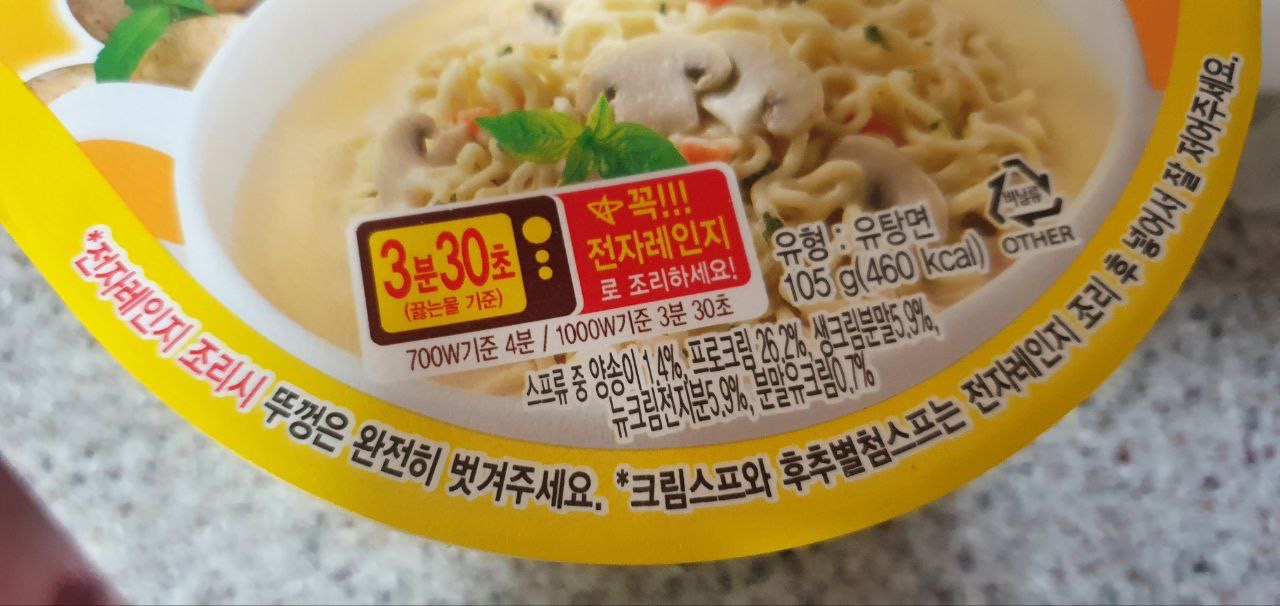 3분30초
(끓는물 기준)
꼭!!!
전자레인지
로 조리하세요!
700W기준 4분 / 1000W기준 3분 30초
유형 : 유탕면
105 g(460 kcal)
비닐류
OTHER
스프류 중 양송이1.4%, 프로크림 26.2%, 생크림분말5.9%,
뉴크림전지분5.9%, 분말유크림0.7%
*전자레인지 조리시 뚜껑은 완전히 벗겨주세요. *크림스프와 후추별첨스프는 전자레인지 조리 후 넣어서 잘 저어주세요.